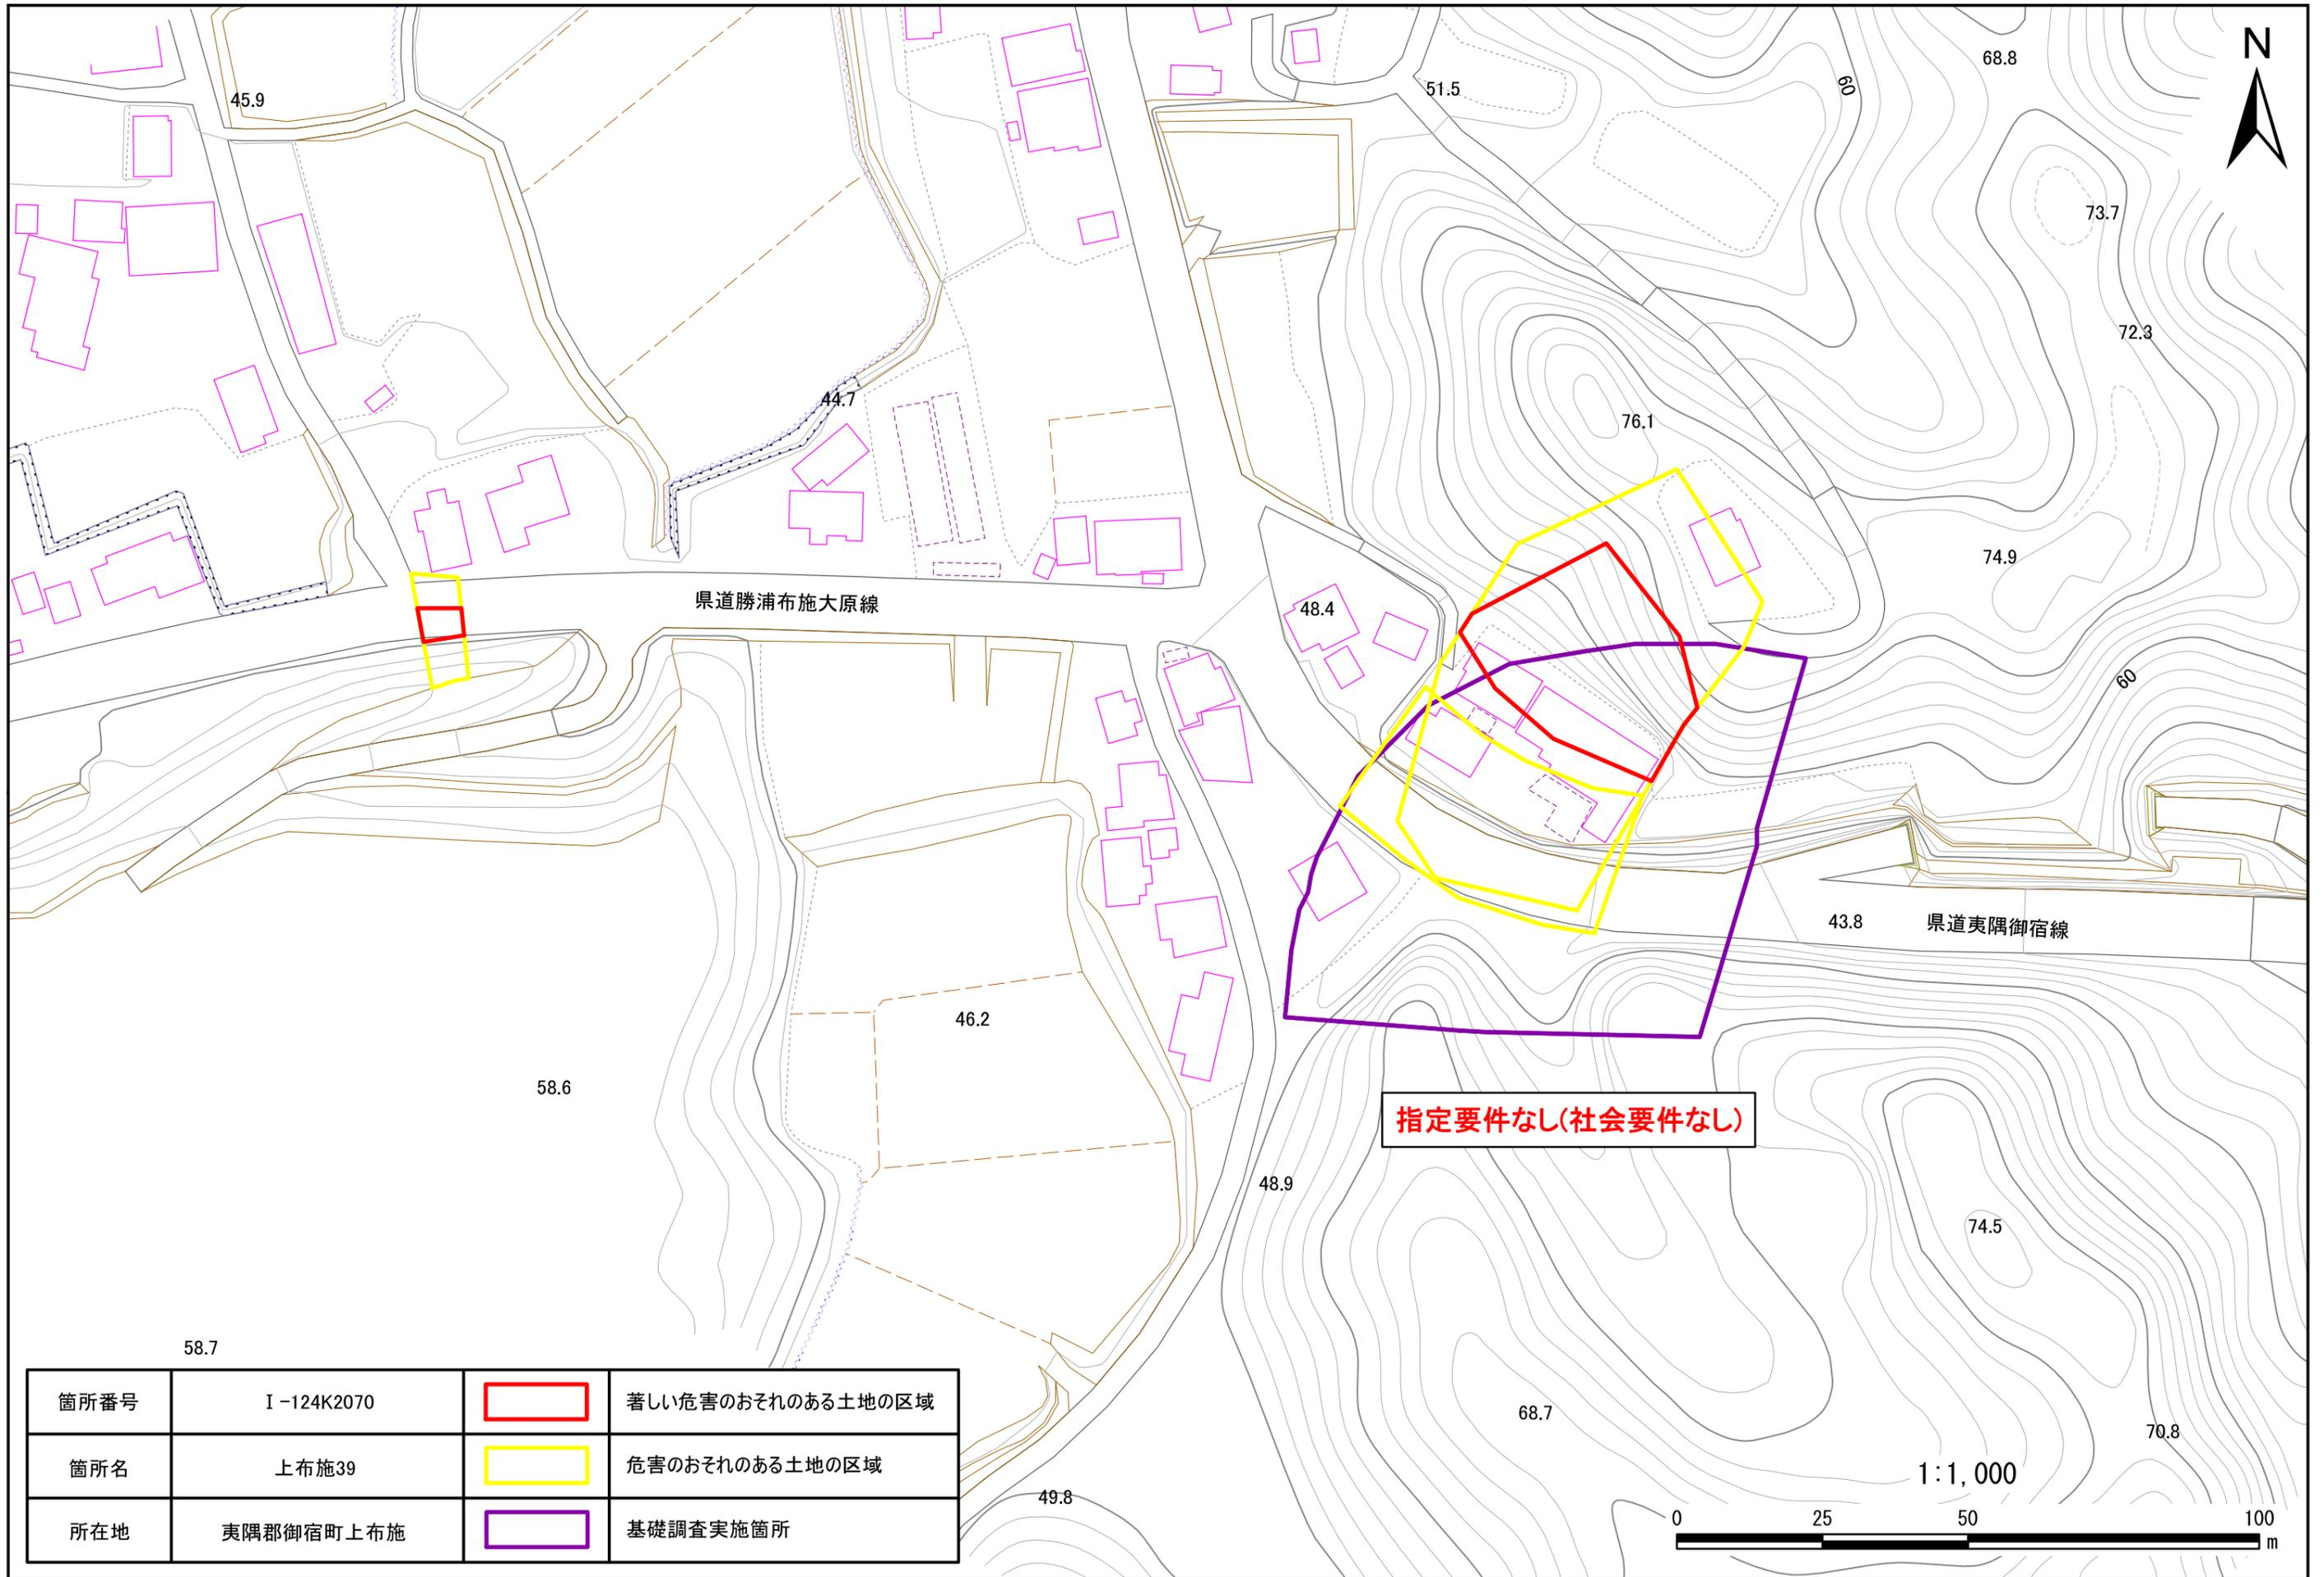 N
68.8
60
51.5
45.9
73.7
72.3
44.7
76.1
74.9
県道勝浦布施大原線
48.4
60
43.8
県道夷隅御宿線
46.2
58.6
指定要件なし(社会要件なし)
48.9
74.5
58.7
68.7
70.8
49.8
箇所番号 Ⅰ-124K2070 著しい危害のおそれのある土地の区域
箇所名 上布施39 危害のおそれのある土地の区域
所在地 夷隅郡御宿町上布施 基礎調査実施箇所
1:1,000
0 25 50 100
m